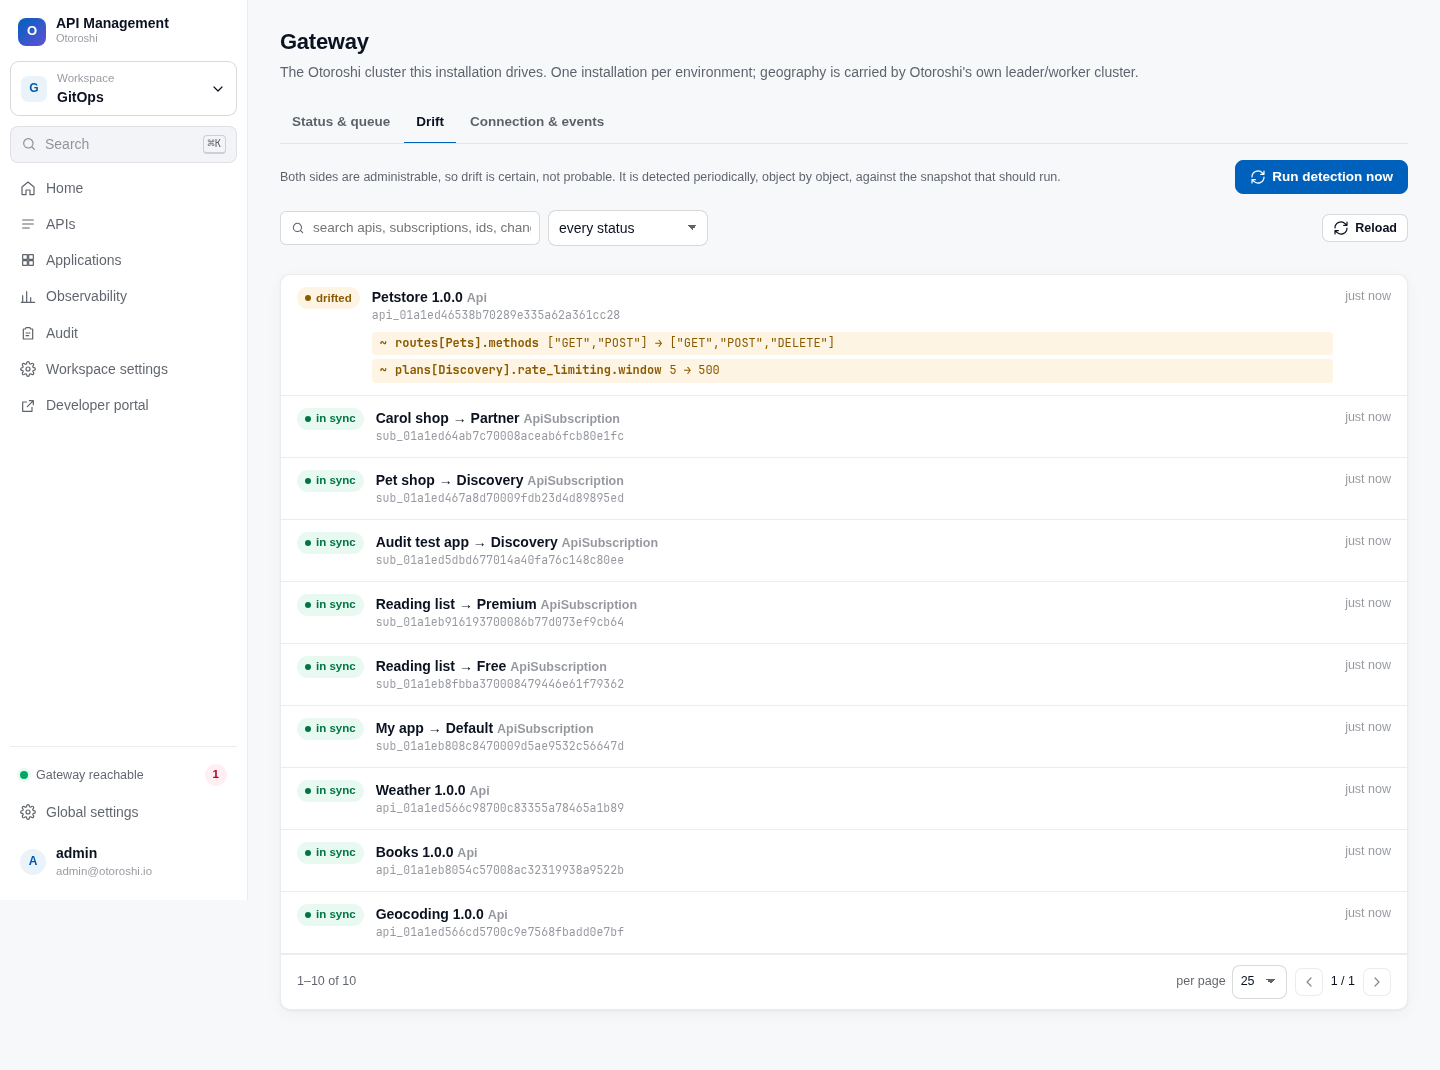 O
API Management
Otoroshi
G
Workspace
GitOps
Search
⌘K
Home
APIs
Applications
Observability
Audit
Workspace settings
Developer portal
Gateway reachable
1
Global settings
A
admin
admin@otoroshi.io
Gateway
The Otoroshi cluster this installation drives. One installation per environment; geography is carried by Otoroshi's own leader/worker cluster.
Status & queue
Drift
Connection & events
Both sides are administrable, so drift is certain, not probable. It is detected periodically, object by object, against the snapshot that should run.
Run detection now
search apis, subscriptions, ids, chan
every status
Reload
drifted
Petstore 1.0.0 Api
just now
api_01a1ed46538b70289e335a62a361cc28
~ routes[Pets].methods ["GET","POST"] → ["GET","POST","DELETE"]
~ plans[Discovery].rate_limiting.window 5 → 500
in sync
Carol shop → Partner ApiSubscription
just now
sub_01a1ed64ab7c70008aceab6fcb80e1fc
in sync
Pet shop → Discovery ApiSubscription
just now
sub_01a1ed467a8d70009fdb23d4d89895ed
in sync
Audit test app → Discovery ApiSubscription
just now
sub_01a1ed5dbd677014a40fa76c148c80ee
in sync
Reading list → Premium ApiSubscription
just now
sub_01a1eb916193700086b77d073ef9cb64
in sync
Reading list → Free ApiSubscription
just now
sub_01a1eb8fbba370008479446e61f79362
in sync
My app → Default ApiSubscription
just now
sub_01a1eb808c8470009d5ae9532c56647d
in sync
Weather 1.0.0 Api
just now
api_01a1ed566c98700c83355a78465a1b89
in sync
Books 1.0.0 Api
just now
api_01a1eb8054c57008ac32319938a9522b
in sync
Geocoding 1.0.0 Api
just now
api_01a1ed566cd5700c9e7568fbadd0e7bf
1–10 of 10
per page
25
1 / 1